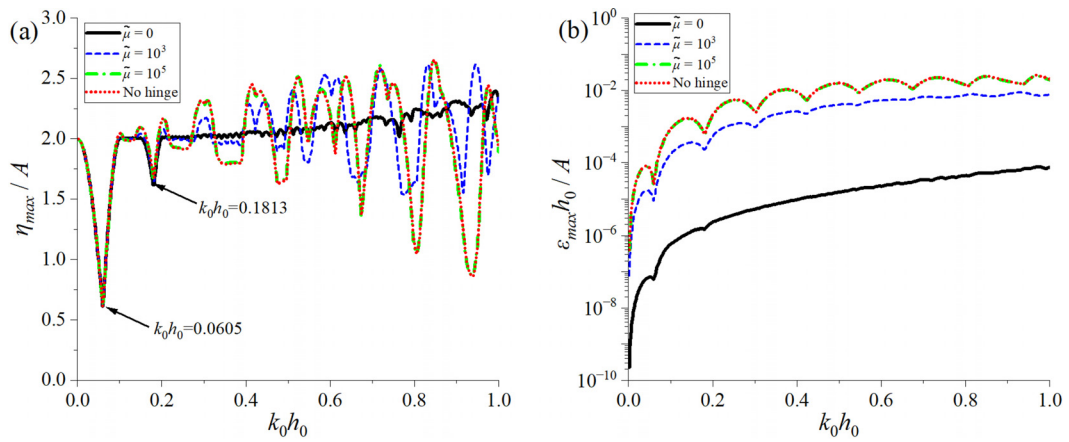 (a)
μ̃ = 0
μ̃ = 10³
μ̃ = 10⁵
No hinge
3.0
2.5
2.0
1.5
1.0
0.5
0.0
η_max / A
k₀h₀=0.1813
k₀h₀=0.0605
0.0 0.2 0.4 0.6 0.8 1.0
k₀h₀
(b)
μ̃ = 0
μ̃ = 10³
μ̃ = 10⁵
No hinge
10⁰
10⁻²
10⁻⁴
10⁻⁶
10⁻⁸
10⁻¹⁰
ε_max h₀ / A
0.0 0.2 0.4 0.6 0.8 1.0
k₀h₀